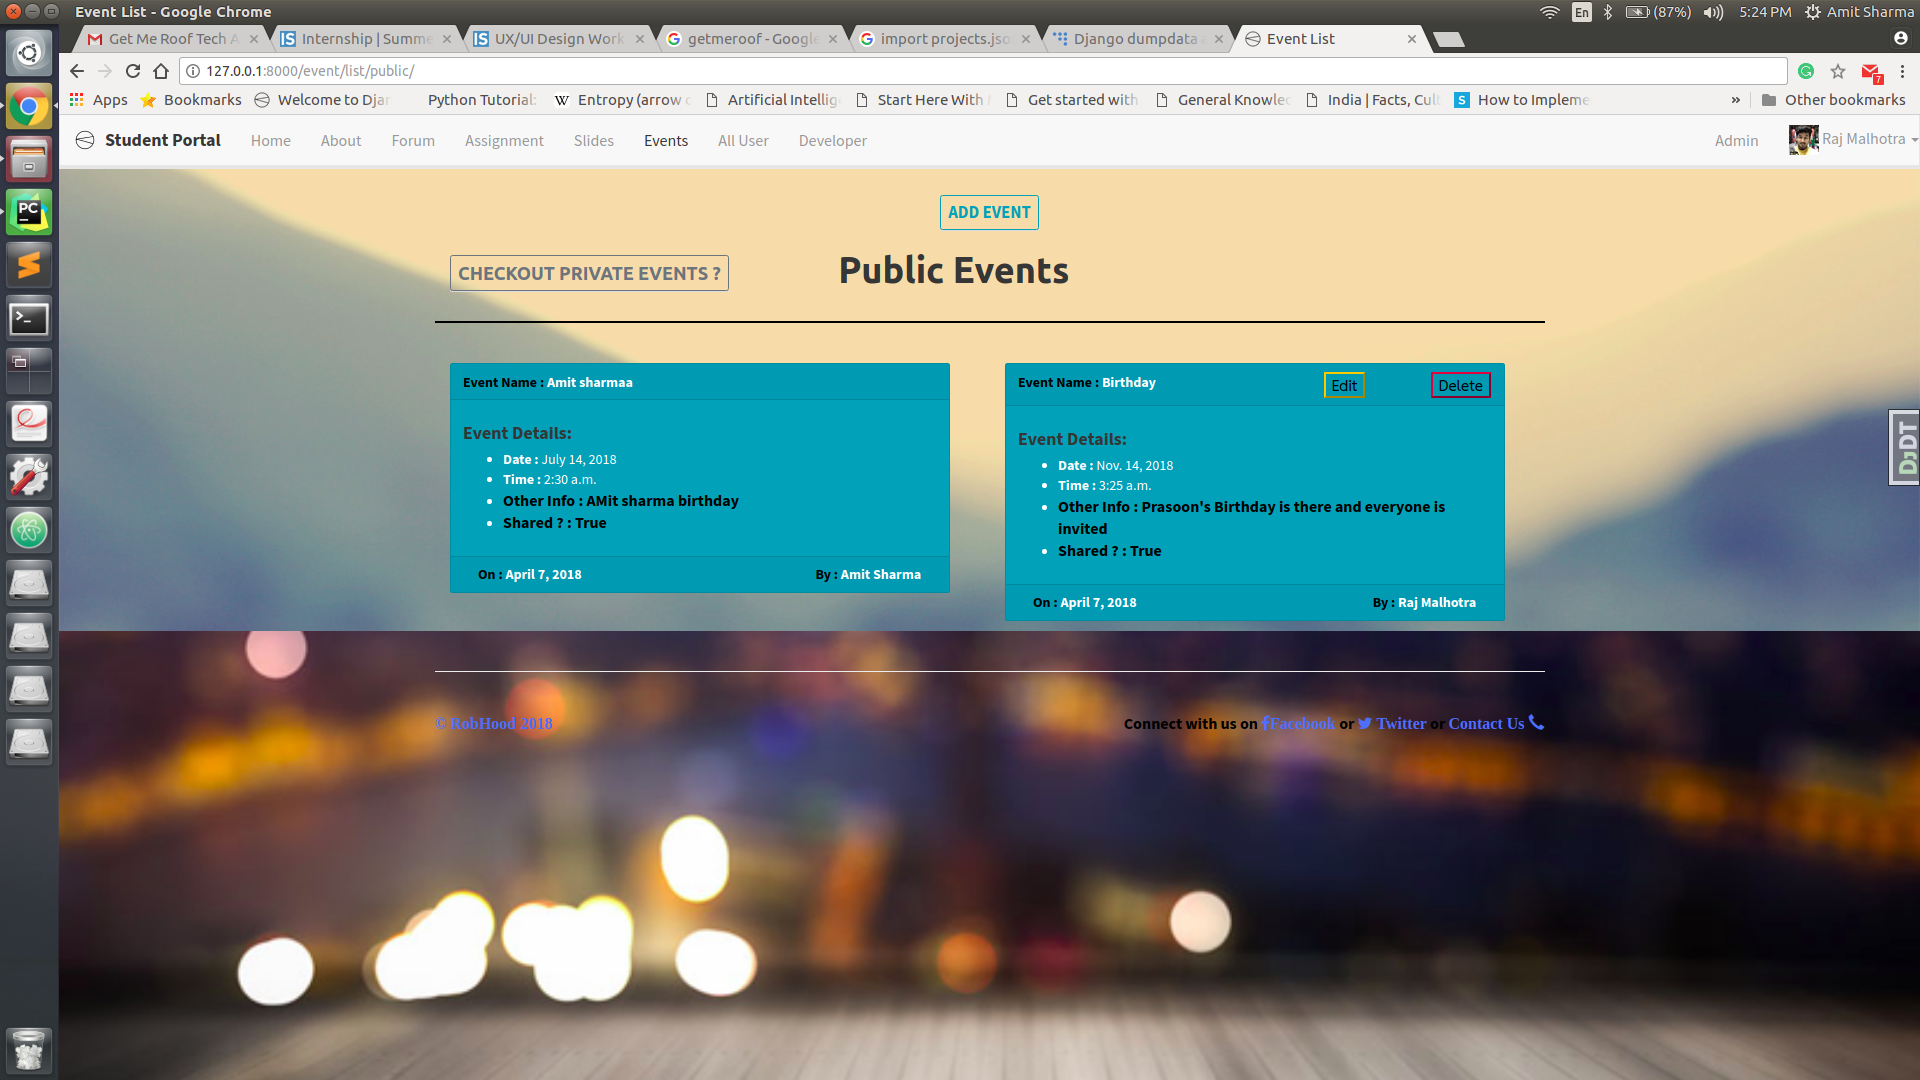 Event List - Google Chrome
En (87%) 5:24 PM Amit Sharma
Get Me Roof Tech
Internship | Summe
UX/UI Design Work
getmeroof - Google
import projects.jso
Django dumpdata
Event List
127.0.0.1:8000/event/list/public/
7
Apps Bookmarks Welcome to Djan Python Tutorial: W Entropy (arrow Artificial Intellig Start Here With Get started with General Knowle India | Facts, Cul S How to Impleme » Other bookmarks
Student Portal Home About Forum Assignment Slides Events All User Developer Admin Raj Malhotra
ADD EVENT
CHECKOUT PRIVATE EVENTS ?
Public Events
Event Name : Amit sharmaa
Event Details:
Date : July 14, 2018
Time : 2:30 a.m.
Other Info : AMit sharma birthday
Shared ? : True
On : April 7, 2018 By : Amit Sharma
Event Name : Birthday Edit Delete
Event Details:
Date : Nov. 14, 2018
Time : 3:25 a.m.
Other Info : Prasoon's Birthday is there and everyone is
invited
Shared ? : True
On : April 7, 2018 By : Raj Malhotra
DJDT
© RobHood 2018
Connect with us on Facebook or Twitter or Contact Us
PC